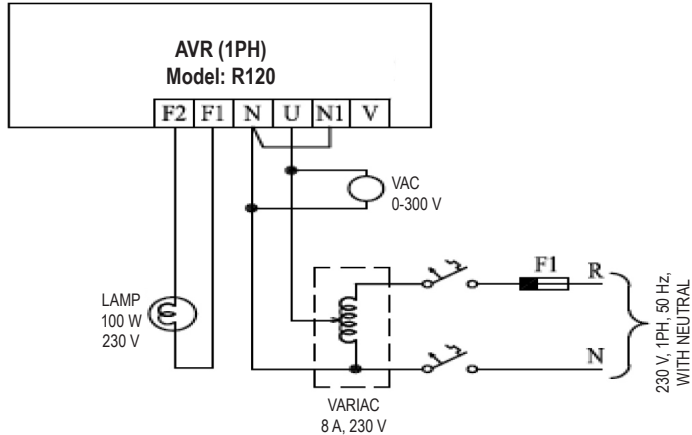 AVR (1PH)
Model: R120
F2 F1 N U N1 V
VAC
0-300 V
F1
R
LAMP
100 W
230 V
N
230 V, 1PH, 50 Hz,
WITH NEUTRAL
VARIAC
8 A, 230 V